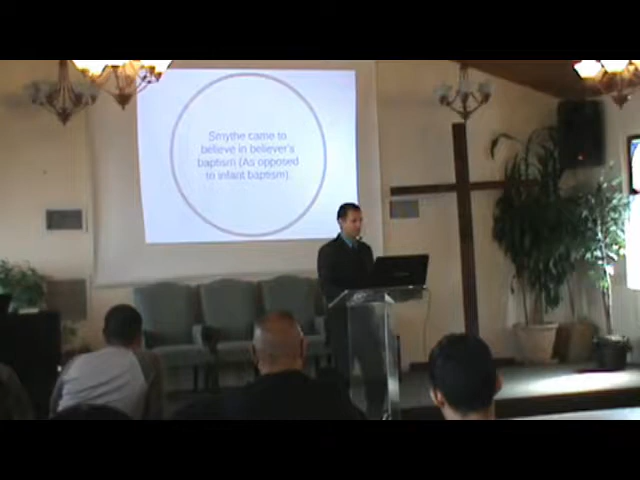 Smythe came to
believe in believer's
baptism (As opposed
to infant baptism).